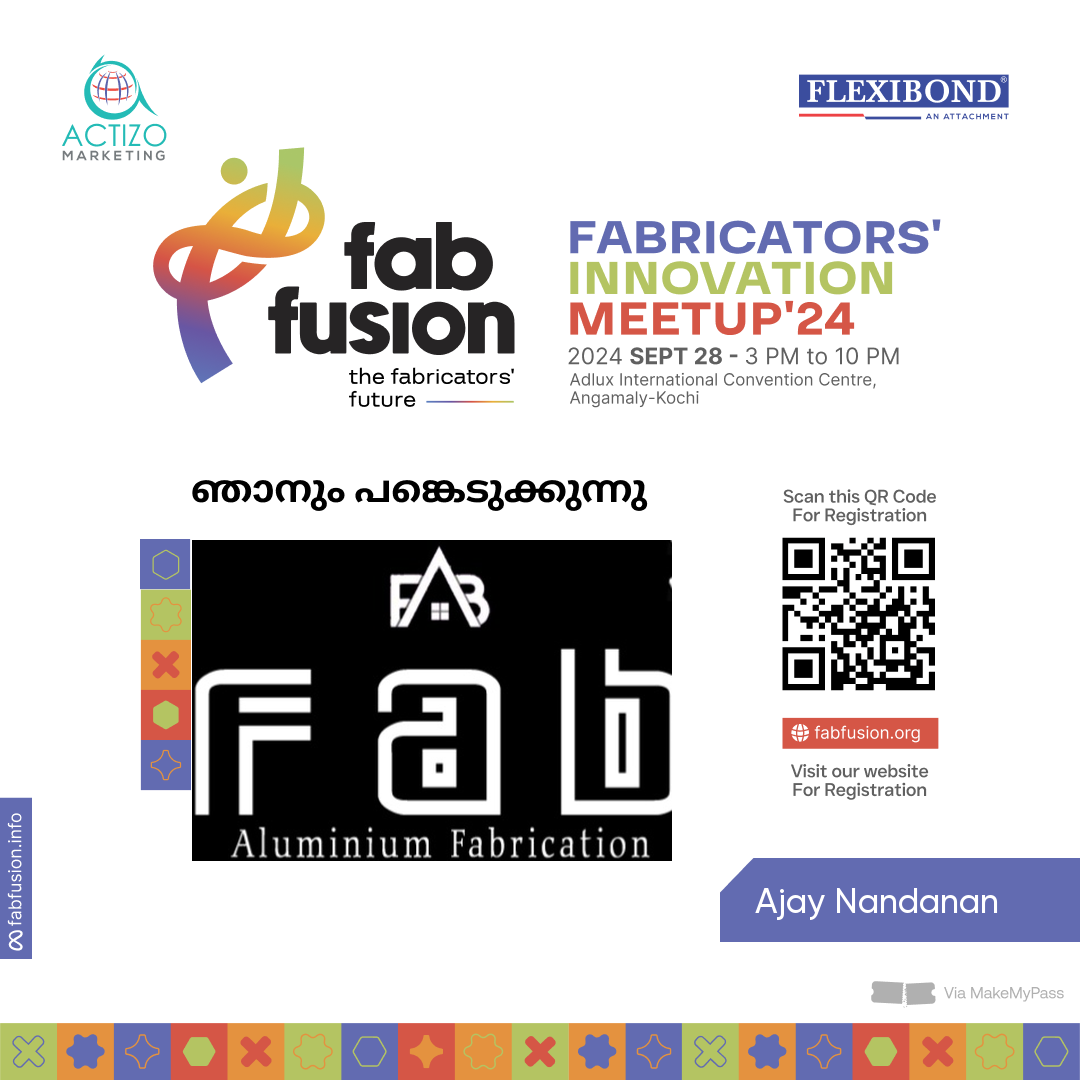 ACTIZO
MARKETING
FLEXIBOND®
AN ATTACHMENT
fab
fusion
the fabricators'
future
FABRICATORS'
INNOVATION
MEETUP'24
2024 SEPT 28 - 3 PM to 10 PM
Adlux International Convention Centre,
Angamaly-Kochi
ഞാനും പങ്കെടുക്കുന്നു
FAB
Fab
Aluminium Fabrication
Scan this QR Code
For Registration
fabfusion.org
Visit our website
For Registration
fabfusion.info
Ajay Nandanan
Via MakeMyPass